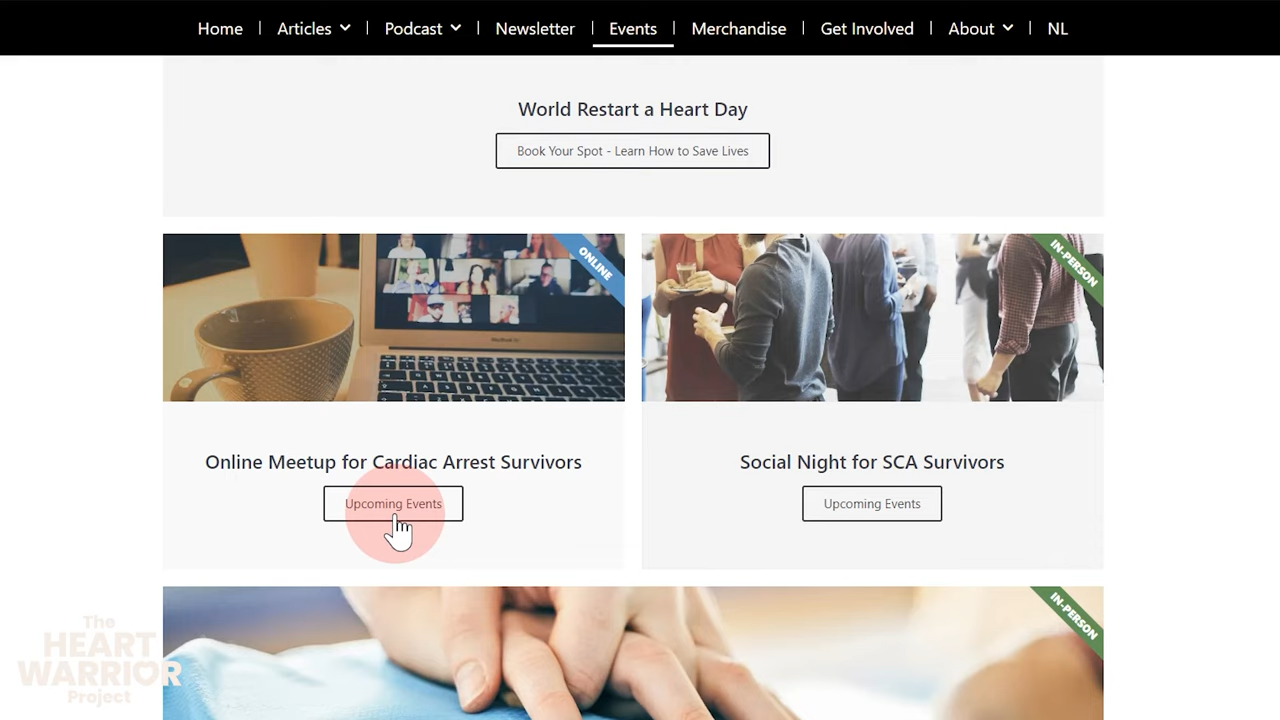 Home
Articles
Podcast
Newsletter
Events
Merchandise
Get Involved
About
NL
World Restart a Heart Day
Book Your Spot - Learn How to Save Lives
ONLINE
IN-PERSON
Online Meetup for Cardiac Arrest Survivors
Upcoming Events
Social Night for SCA Survivors
Upcoming Events
IN-PERSON
The
HEART
WARRIOR
Project